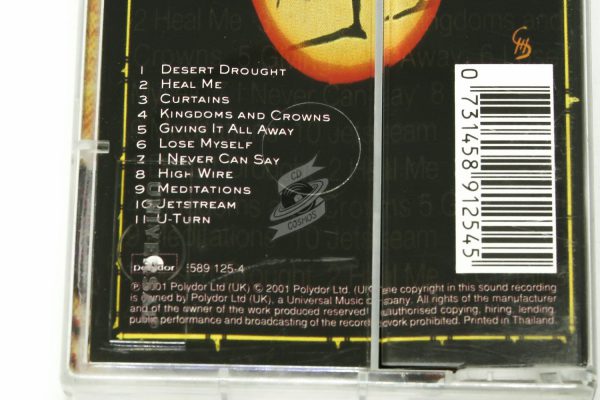 2 Heal Me
1 DESERT DROUGHT
2 HEAL ME
3 CURTAINS
4 KINGDOMS AND CROWNS
5 GIVING IT ALL AWAY
6 LOSE MYSELF
7 I NEVER CAN SAY
8 HIGH WIRE
9 MEDITATIONS
10 JETSTREAM
11 U-TURN
CD
COSMOS
0 731458 912545
Polydor 589 125-4
℗ 2001 Polydor Ltd (UK) © 2001 Polydor Ltd. (UK) The copyright in this sound recording
is owned by Polydor Ltd (UK), a Universal Music company. All rights of the manufacturer
and of the owner of the work produced reserved. Unauthorised copying, hiring, lending,
public performance and broadcasting of the recorded work prohibited. Printed in Thailand.